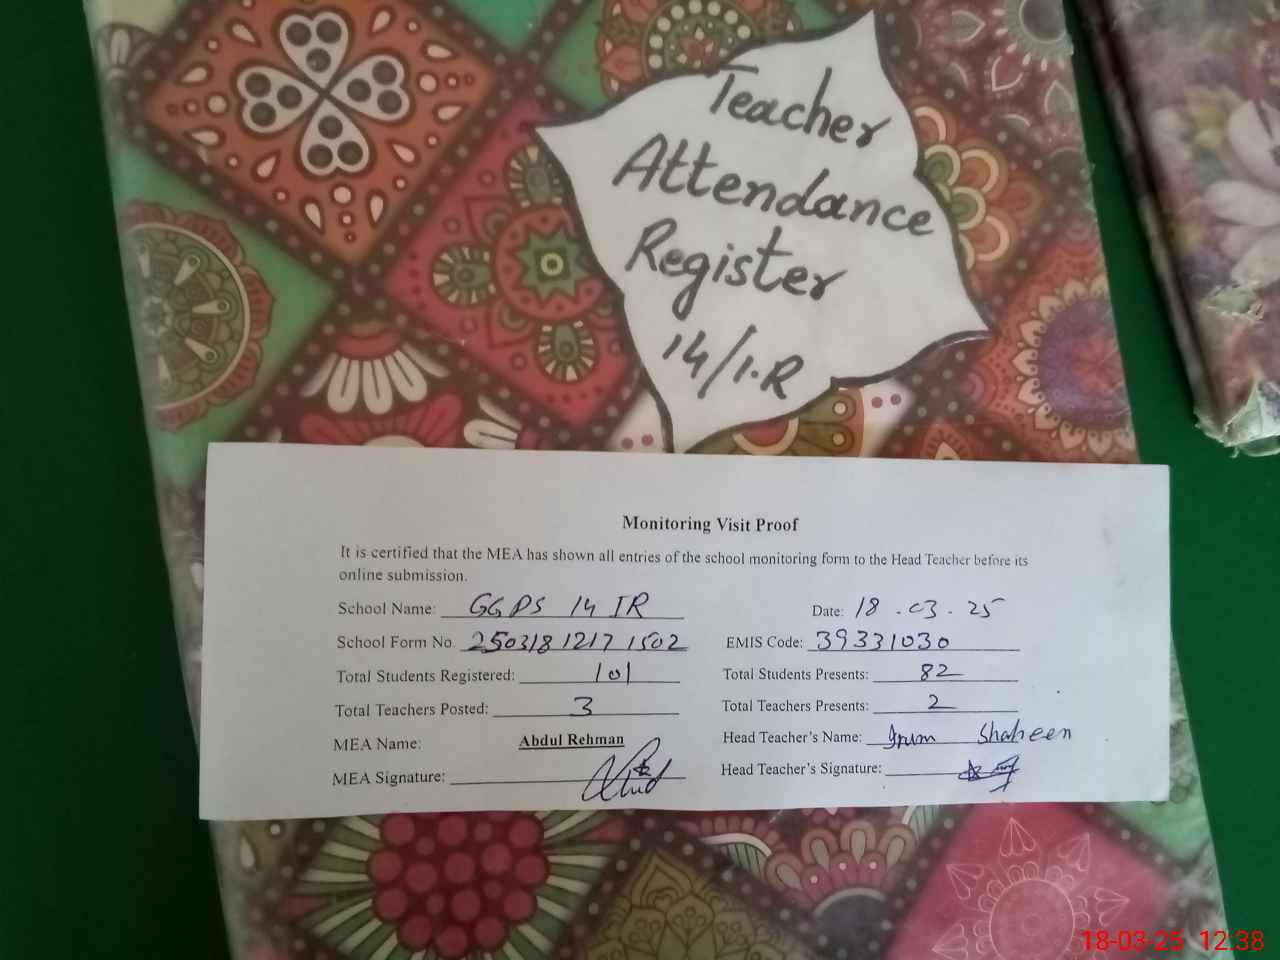 Teacher
Attendance
Register
14/1.R
Monitoring Visit Proof
It is certified that the MEA has shown all entries of the school monitoring form to the Head Teacher before its
online submission.
School Name: GGPS 14 1R Date: 18.03.25
School Form No. 250318 1217 1502 EMIS Code: 39331030
Total Students Registered: 101 Total Students Presents: 82
Total Teachers Posted: 3 Total Teachers Presents: 2
MEA Name: Abdul Rehman Head Teacher's Name: Irum Shaheen
MEA Signature: Head Teacher's Signature:
18-03-25 12:38